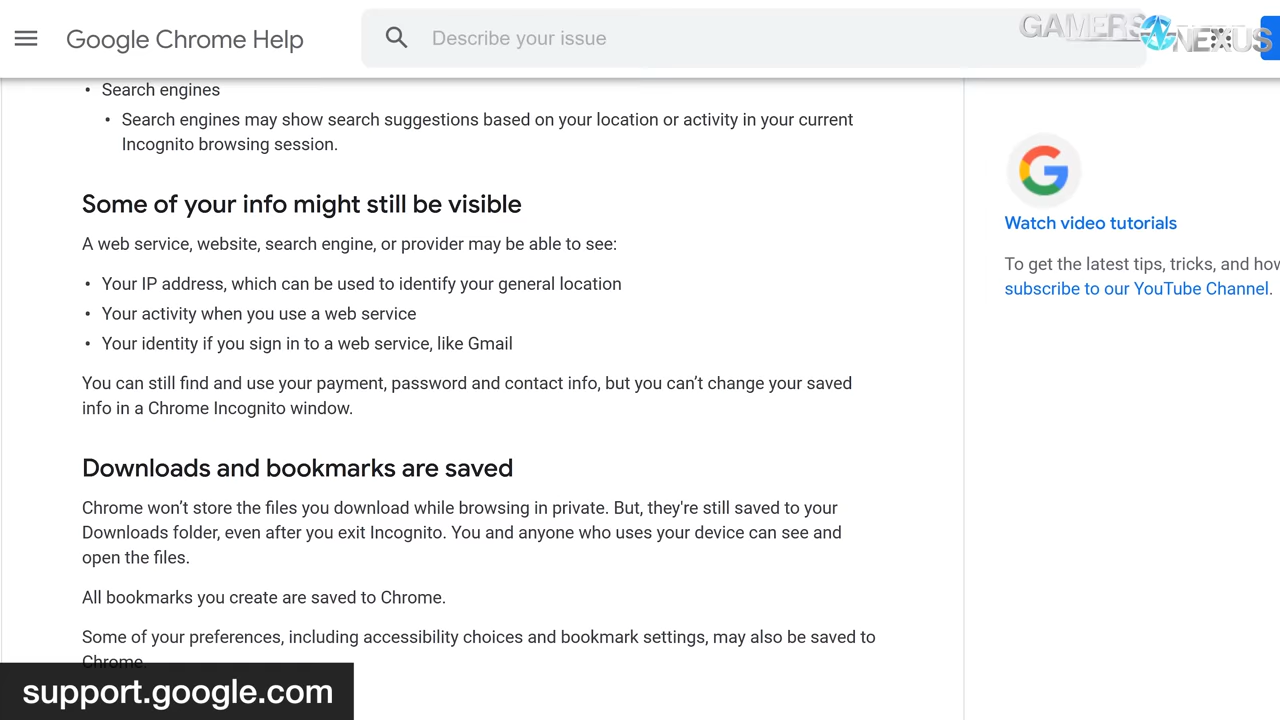 Google Chrome Help
Describe your issue
GAMERS NEXUS
• Search engines
• Search engines may show search suggestions based on your location or activity in your current
Incognito browsing session.
Some of your info might still be visible
A web service, website, search engine, or provider may be able to see:
• Your IP address, which can be used to identify your general location
• Your activity when you use a web service
• Your identity if you sign in to a web service, like Gmail
You can still find and use your payment, password and contact info, but you can’t change your saved
info in a Chrome Incognito window.
Downloads and bookmarks are saved
Chrome won’t store the files you download while browsing in private. But, they're still saved to your
Downloads folder, even after you exit Incognito. You and anyone who uses your device can see and
open the files.
All bookmarks you create are saved to Chrome.
Some of your preferences, including accessibility choices and bookmark settings, may also be saved to
Chrome.
Watch video tutorials
To get the latest tips, tricks, and how
subscribe to our YouTube Channel.
support.google.com